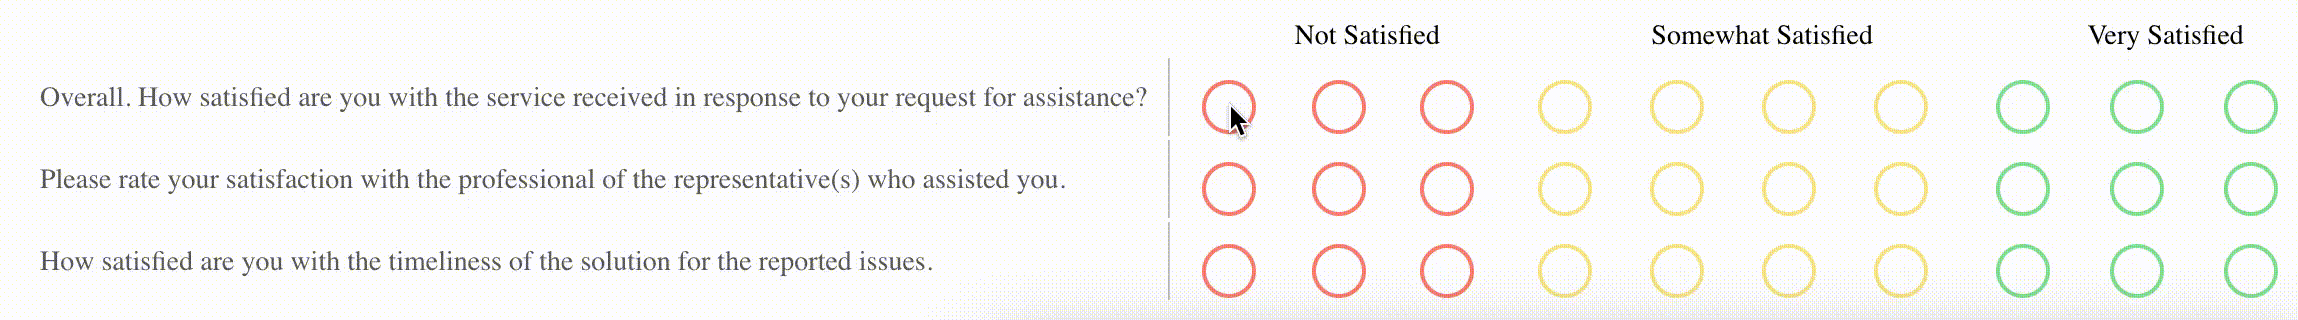 Not Satisfied Somewhat Satisfied Very Satisfied
Overall. How satisfied are you with the service received in response to your request for assistance?
Please rate your satisfaction with the professional of the representative(s) who assisted you.
How satisfied are you with the timeliness of the solution for the reported issues.